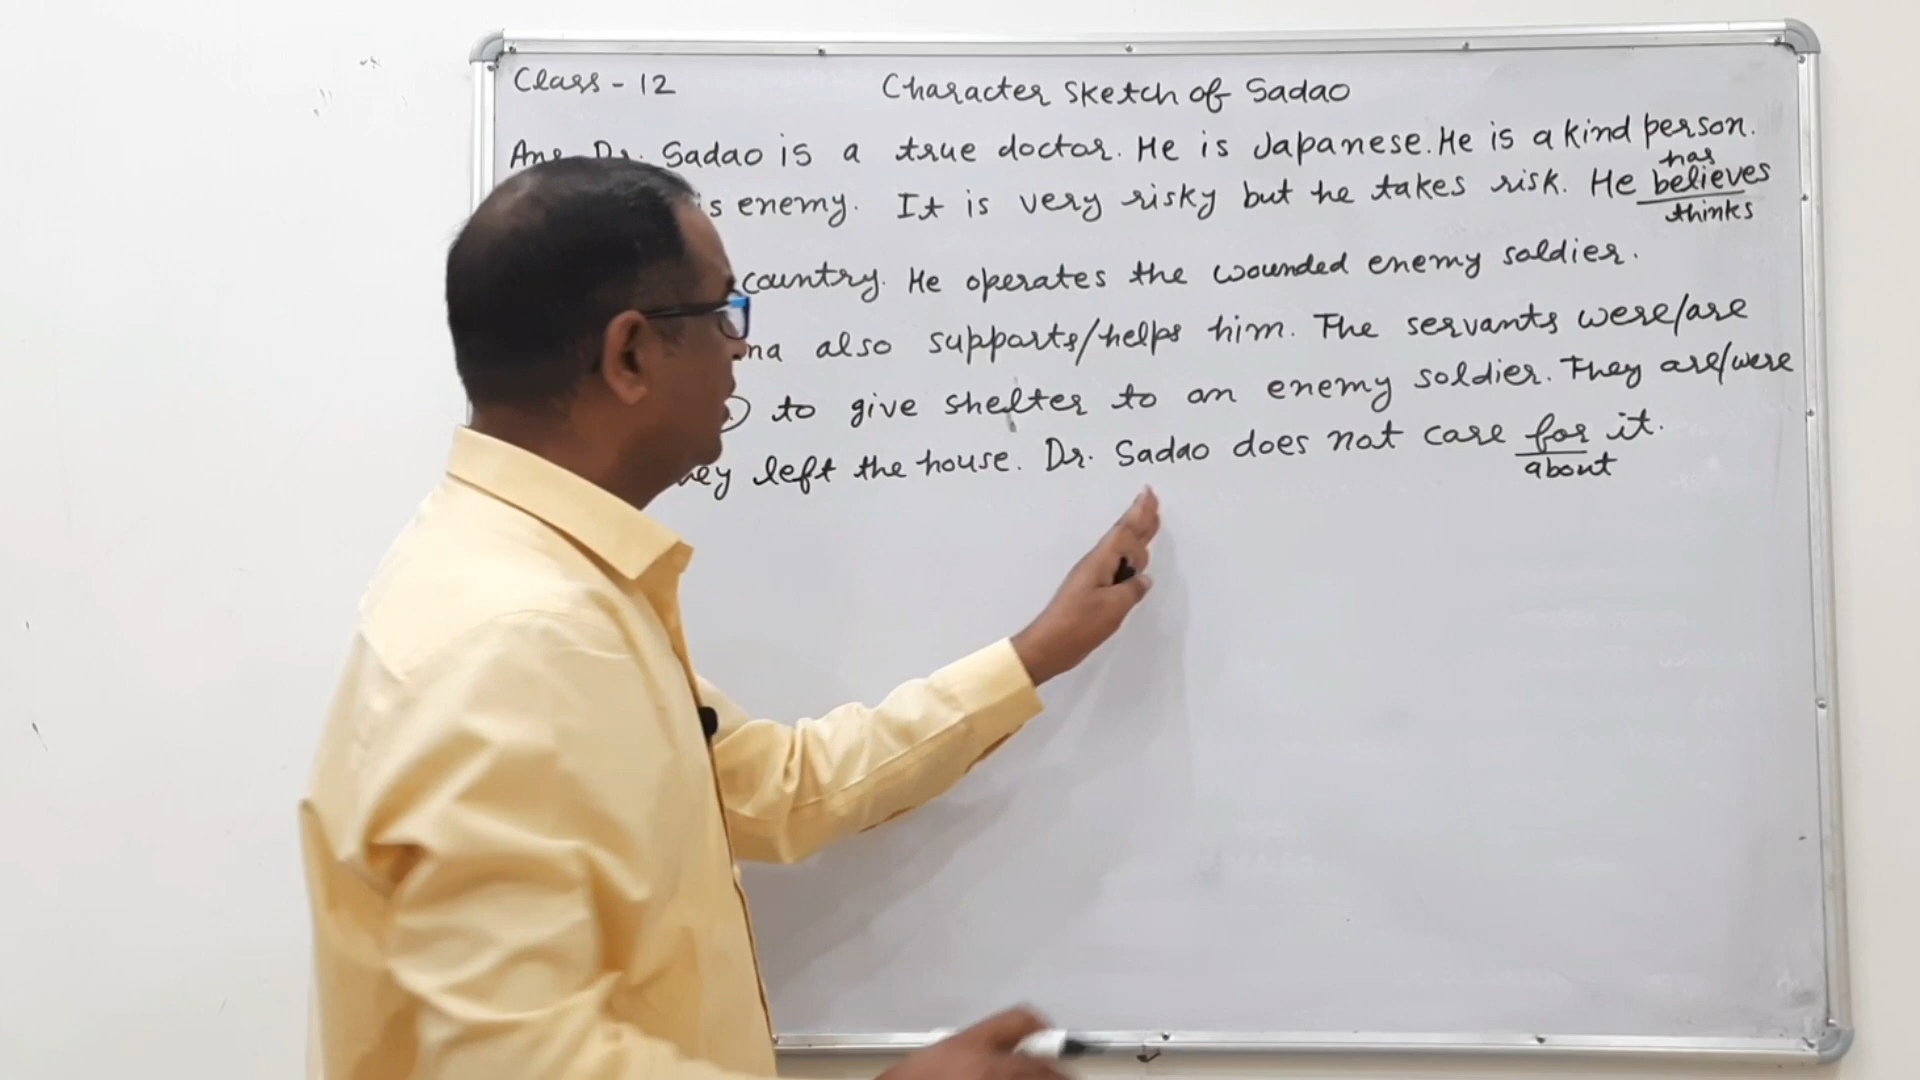 Class - 12
Character Sketch of Sadao
Ans. Dr. Sadao is a true doctor. He is Japanese. He is a kind person.
has
enemy. It is very risky but he takes risk. He believes
thinks
country. He operates the wounded enemy soldier.
also supports/helps him. The servants were/are
to give shelter to an enemy soldier. They are/were
left the house. Dr. Sadao does not care for it.
about